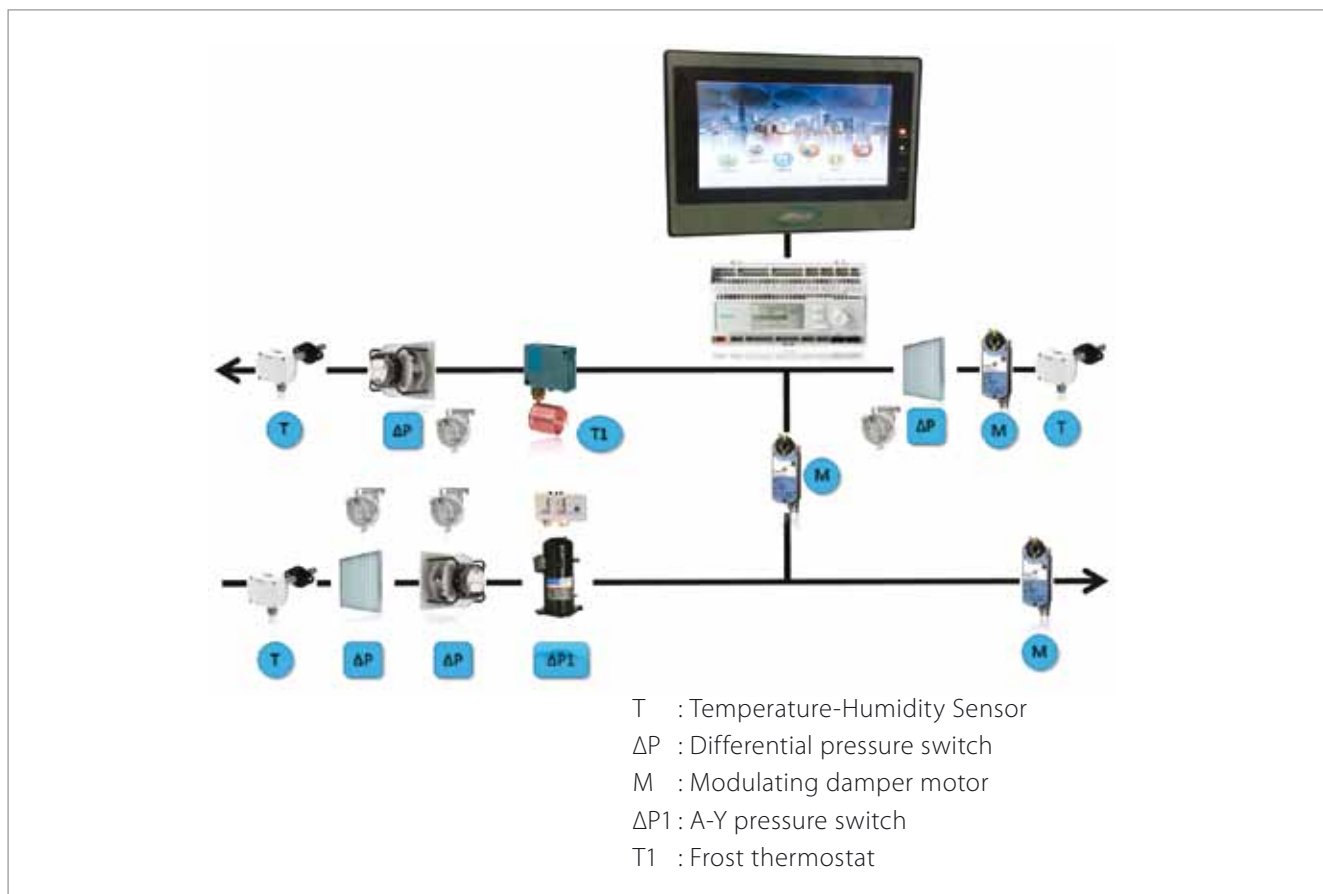 T
ΔP
T1
ΔP
M
T
M
T
ΔP
ΔP
ΔP1
M
T : Temperature-Humidity Sensor
ΔP : Differential pressure switch
M : Modulating damper motor
ΔP1 : A-Y pressure switch
T1 : Frost thermostat